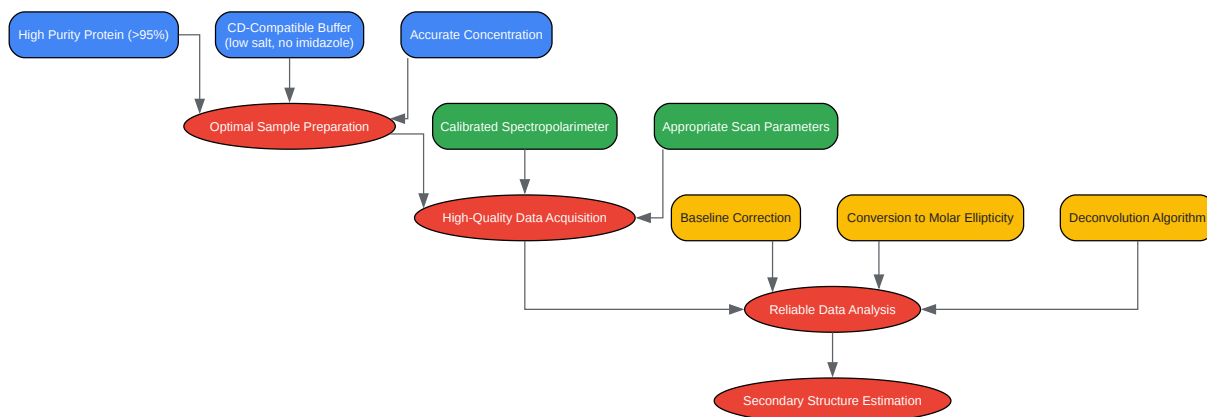 High Purity Protein (>95%)
CD-Compatible Buffer
(low salt, no imidazole)
Accurate Concentration
Optimal Sample Preparation
Calibrated Spectropolarimeter
Appropriate Scan Parameters
High-Quality Data Acquisition
Baseline Correction
Conversion to Molar Ellipticity
Deconvolution Algorithm
Reliable Data Analysis
Secondary Structure Estimation